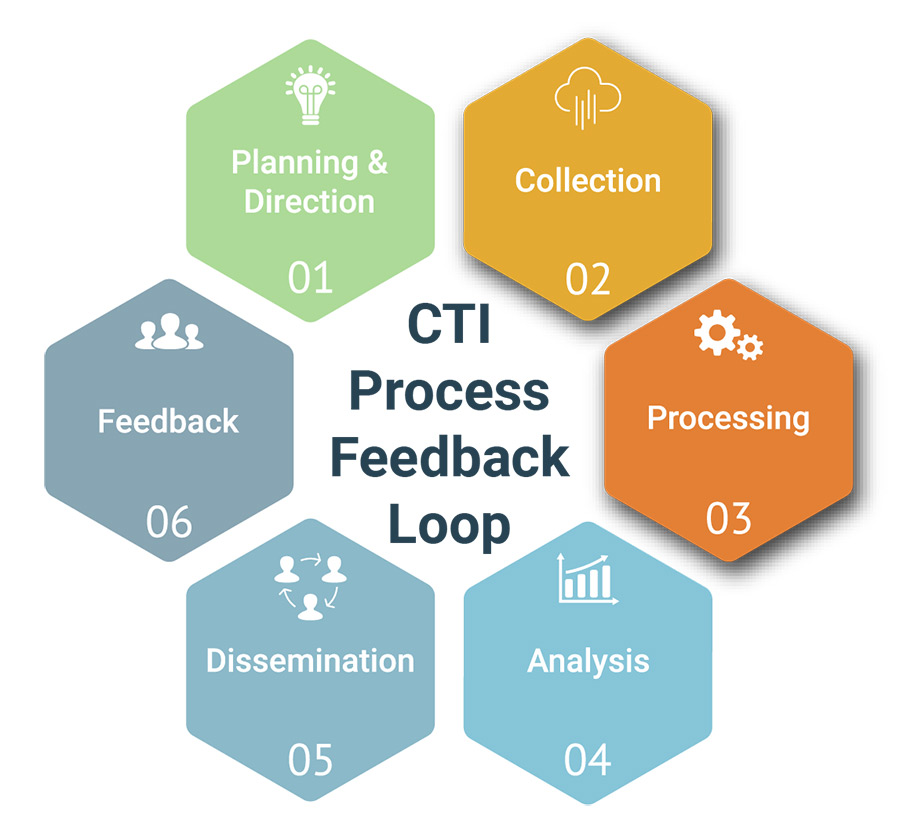 Planning &
Direction
01
Collection
02
Processing
03
Analysis
04
Dissemination
05
Feedback
06
CTI
Process
Feedback
Loop